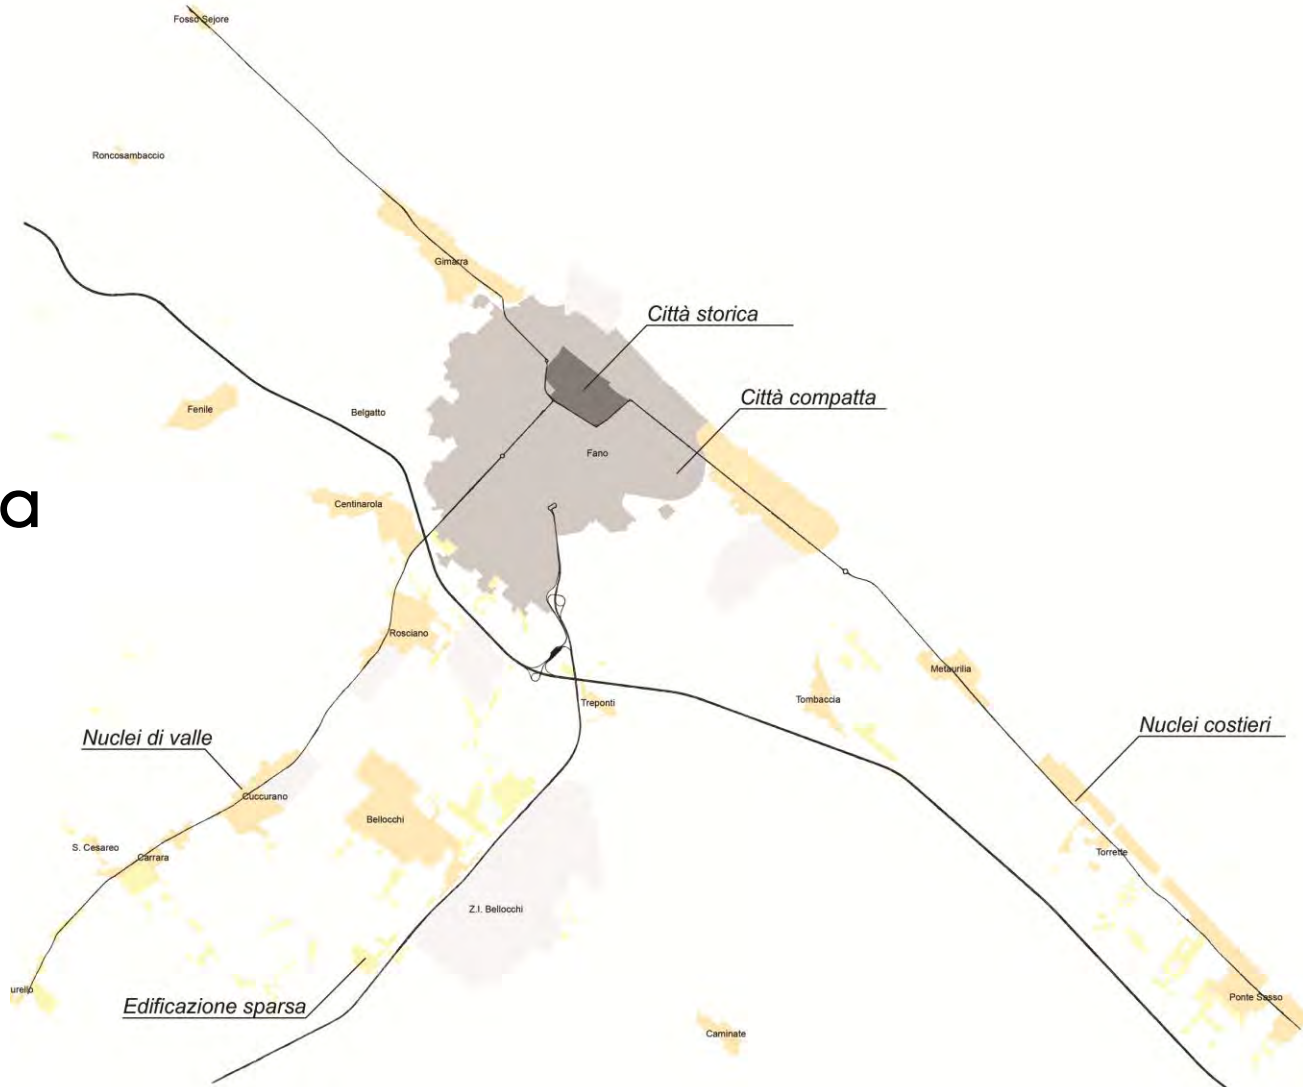 Fosso Sejore
Roncosambaccio
Gimarra
Città storica
Città compatta
Fenile
Belgatto
Fano
a
Centinarola
Rosciano
Metaurilia
Treponti
Tombaccia
Nuclei costieri
Nuclei di valle
Cuccurano
Bellocchi
S. Cesareo
Carrara
Torrette
Z.I. Bellocchi
urello
Ponte Sasso
Edificazione sparsa
Caminate